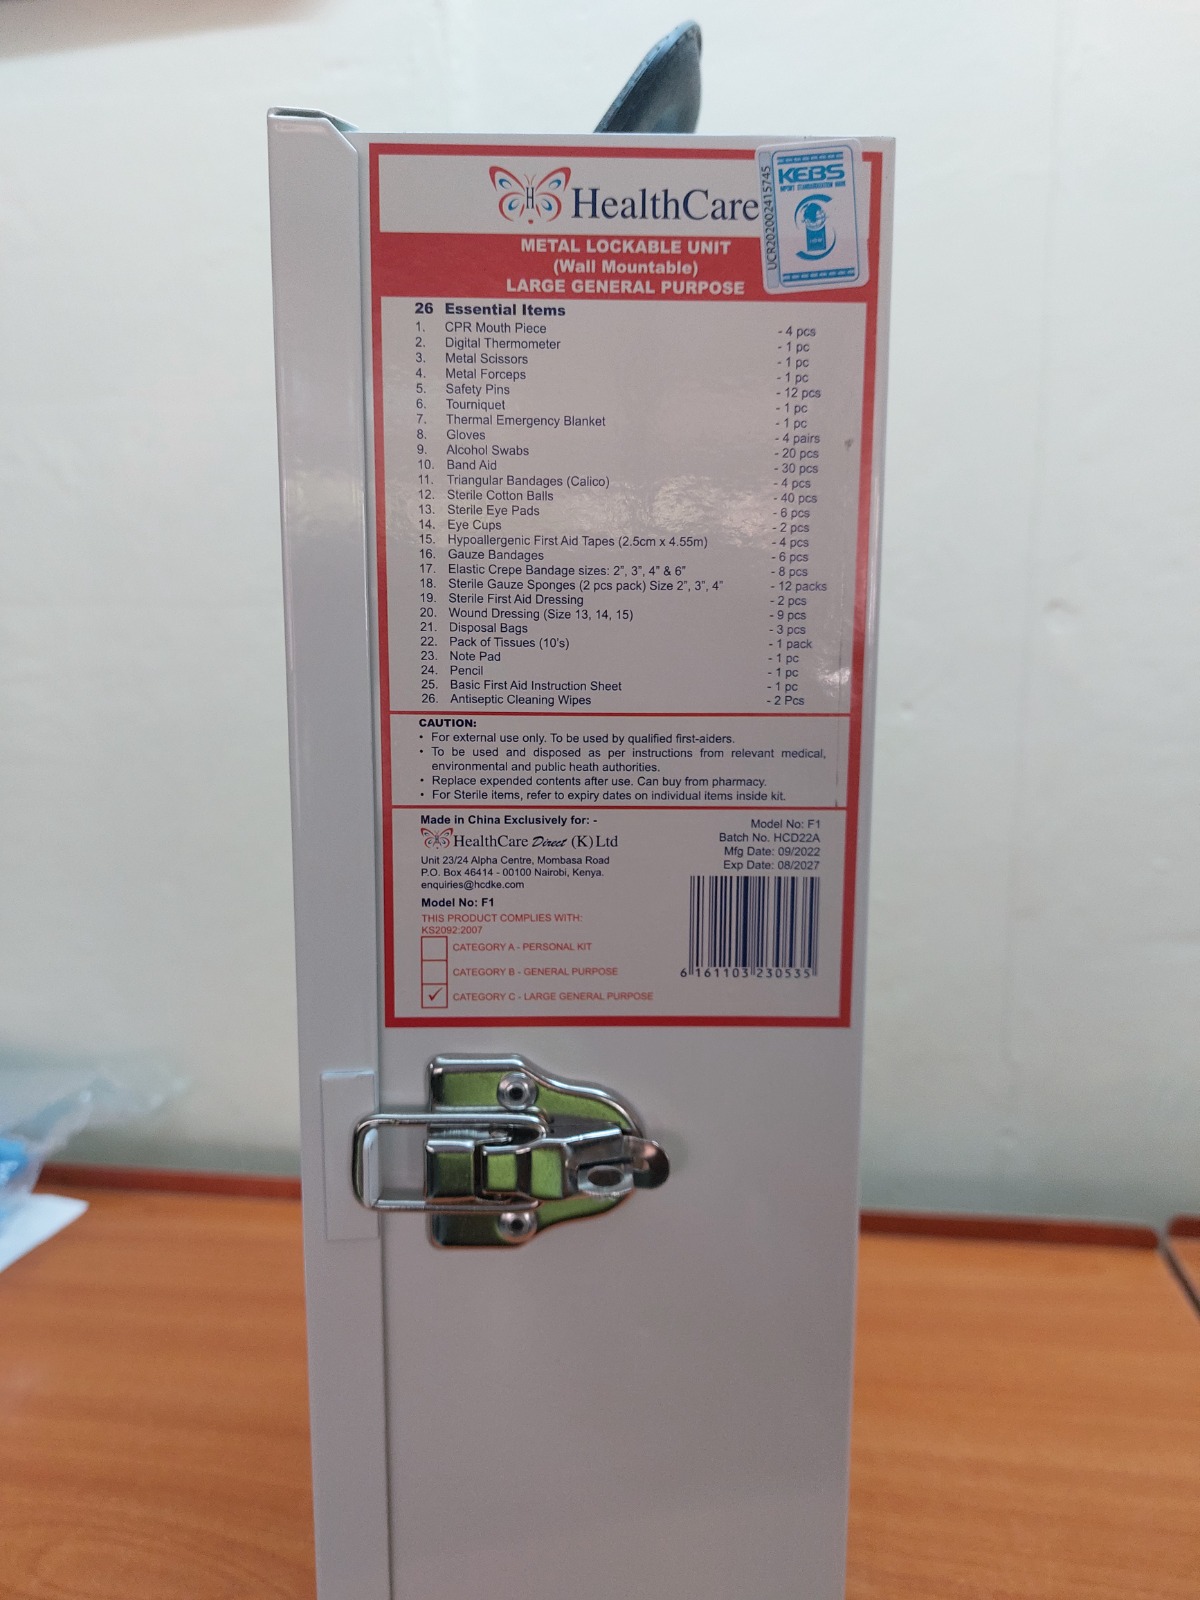 HealthCare
UCR202002415745
KEBS
IMPORT STANDARDIZATION MARK
METAL LOCKABLE UNIT
(Wall Mountable)
LARGE GENERAL PURPOSE
26 Essential Items
1. CPR Mouth Piece - 4 pcs
2. Digital Thermometer - 1 pc
3. Metal Scissors - 1 pc
4. Metal Forceps - 1 pc
5. Safety Pins - 12 pcs
6. Tourniquet - 1 pc
7. Thermal Emergency Blanket - 1 pc
8. Gloves - 4 pairs
9. Alcohol Swabs - 20 pcs
10. Band Aid - 30 pcs
11. Triangular Bandages (Calico) - 4 pcs
12. Sterile Cotton Balls - 40 pcs
13. Sterile Eye Pads - 6 pcs
14. Eye Cups - 2 pcs
15. Hypoallergenic First Aid Tapes (2.5cm x 4.55m) - 4 pcs
16. Gauze Bandages - 6 pcs
17. Elastic Crepe Bandage sizes: 2", 3", 4" & 6" - 8 pcs
18. Sterile Gauze Sponges (2 pcs pack) Size 2", 3", 4" - 12 packs
19. Sterile First Aid Dressing - 2 pcs
20. Wound Dressing (Size 13, 14, 15) - 9 pcs
21. Disposal Bags - 3 pcs
22. Pack of Tissues (10's) - 1 pack
23. Note Pad - 1 pc
24. Pencil - 1 pc
25. Basic First Aid Instruction Sheet - 1 pc
26. Antiseptic Cleaning Wipes - 2 Pcs
CAUTION:
• For external use only. To be used by qualified first-aiders.
• To be used and disposed as per instructions from relevant medical,
environmental and public heath authorities.
• Replace expended contents after use. Can buy from pharmacy.
• For Sterile items, refer to expiry dates on individual items inside kit.
Made in China Exclusively for: -
HealthCare Direct (K) Ltd
Unit 23/24 Alpha Centre, Mombasa Road
P.O. Box 46414 - 00100 Nairobi, Kenya.
enquiries@hcdke.com
Model No: F1
THIS PRODUCT COMPLIES WITH:
KS2092:2007
CATEGORY A - PERSONAL KIT
CATEGORY B - GENERAL PURPOSE
✓ CATEGORY C - LARGE GENERAL PURPOSE
Model No: F1
Batch No. HCD22A
Mfg Date: 09/2022
Exp Date: 08/2027
6 161103 230535